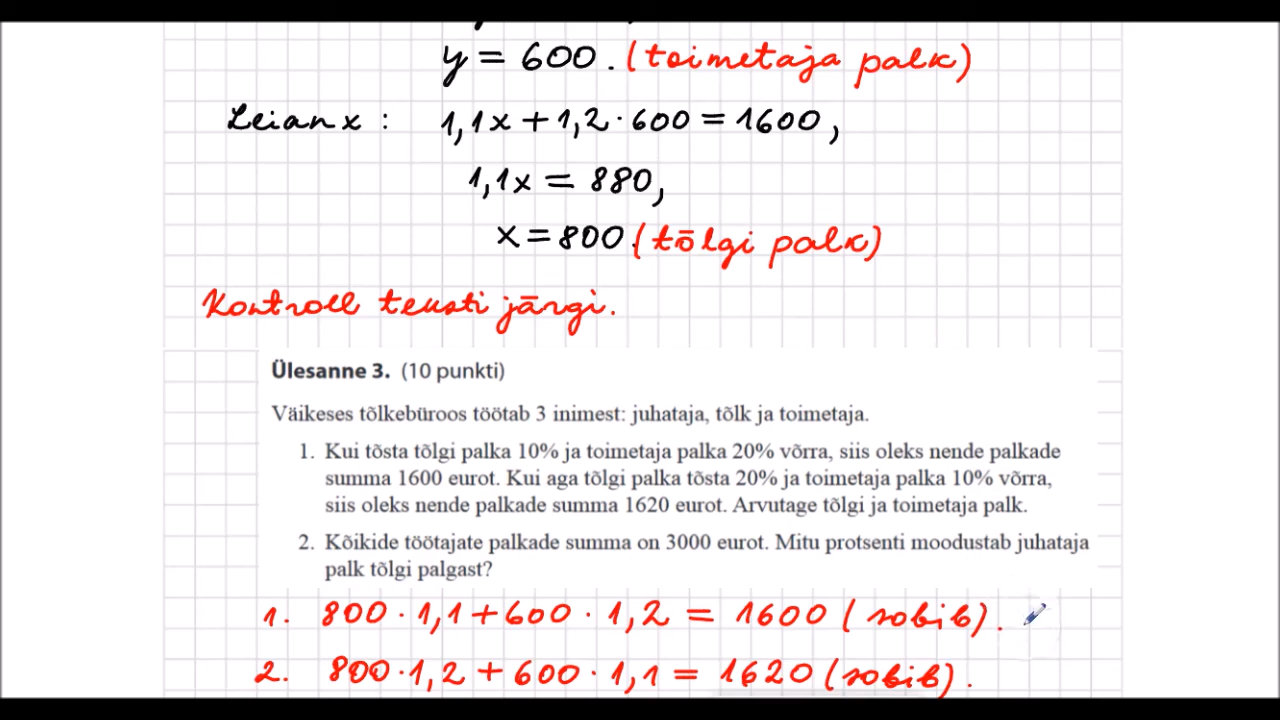 y = 600. (toimetaja palk)
Leian x : 1,1x + 1,2 · 600 = 1600,
1,1x = 880,
x = 800. (tõlgi palk)
Kontroll teksti järgi.
Ülesanne 3. (10 punkti)
Väikeses tõlkebüroos töötab 3 inimest: juhataja, tõlk ja toimetaja.
1. Kui tõsta tõlgi palka 10% ja toimetaja palka 20% võrra, siis oleks nende palkade
summa 1600 eurot. Kui aga tõlgi palka tõsta 20% ja toimetaja palka 10% võrra,
siis oleks nende palkade summa 1620 eurot. Arvutage tõlgi ja toimetaja palk.
2. Kõikide töötajate palkade summa on 3000 eurot. Mitu protsenti moodustab juhataja
palk tõlgi palgast?
1. 800 · 1,1 + 600 · 1,2 = 1600 (sobib).
2. 800 · 1,2 + 600 · 1,1 = 1620 (sobib).